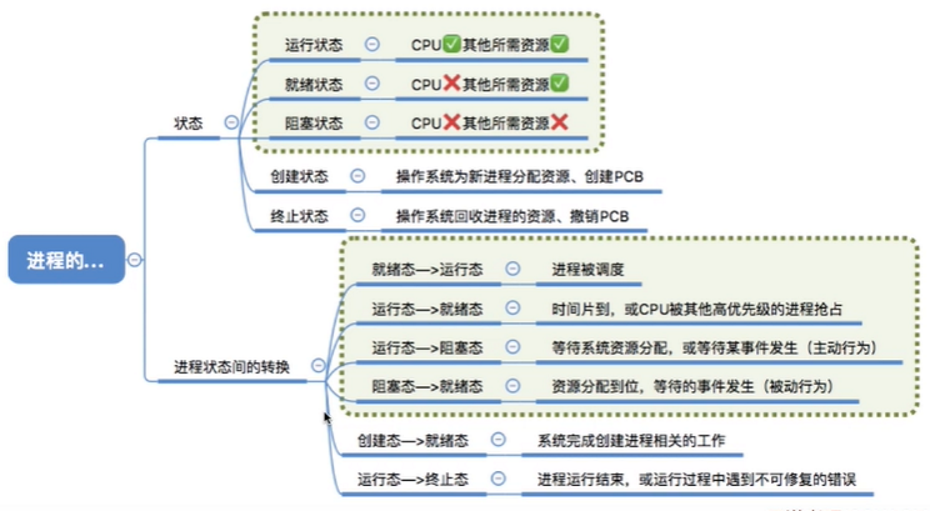 运行状态 CPU✅其他所需资源✅
就绪状态 CPU❌其他所需资源✅
阻塞状态 CPU❌其他所需资源❌
状态
创建状态 操作系统为新进程分配资源、创建PCB
终止状态 操作系统回收进程的资源、撤销PCB
进程的...
就绪态—>运行态 进程被调度
运行态—>就绪态 时间片到，或CPU被其他高优先级的进程抢占
运行态—>阻塞态 等待系统资源分配，或等待某事件发生（主动行为）
进程状态间的转换
阻塞态—>就绪态 资源分配到位，等待的事件发生（被动行为）
创建态—>就绪态 系统完成创建进程相关的工作
运行态—>终止态 进程运行结束，或运行过程中遇到不可修复的错误